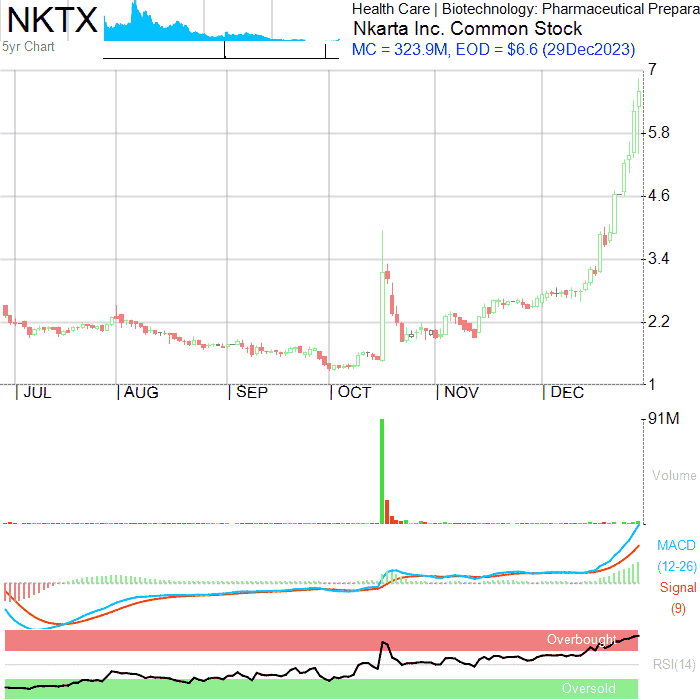 NKTX
5yr Chart
Health Care | Biotechnology: Pharmaceutical Prepara
Nkarta Inc. Common Stock
MC = 323.9M, EOD = $6.6 (29Dec2023)
7
5.8
4.6
3.4
2.2
1
JUL AUG SEP OCT NOV DEC
91M
Volume
MACD
(12-26)
Signal
(9)
Overbought
RSI(14)
Oversold